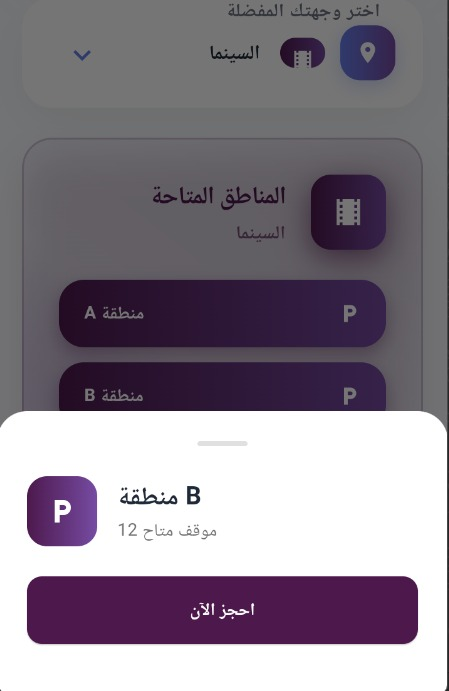 اختر وجهتك المفضلة
السينما
المناطق المتاحة
السينما
P منطقة A
P منطقة B
P
منطقة B
12 موقف متاح
احجز الآن